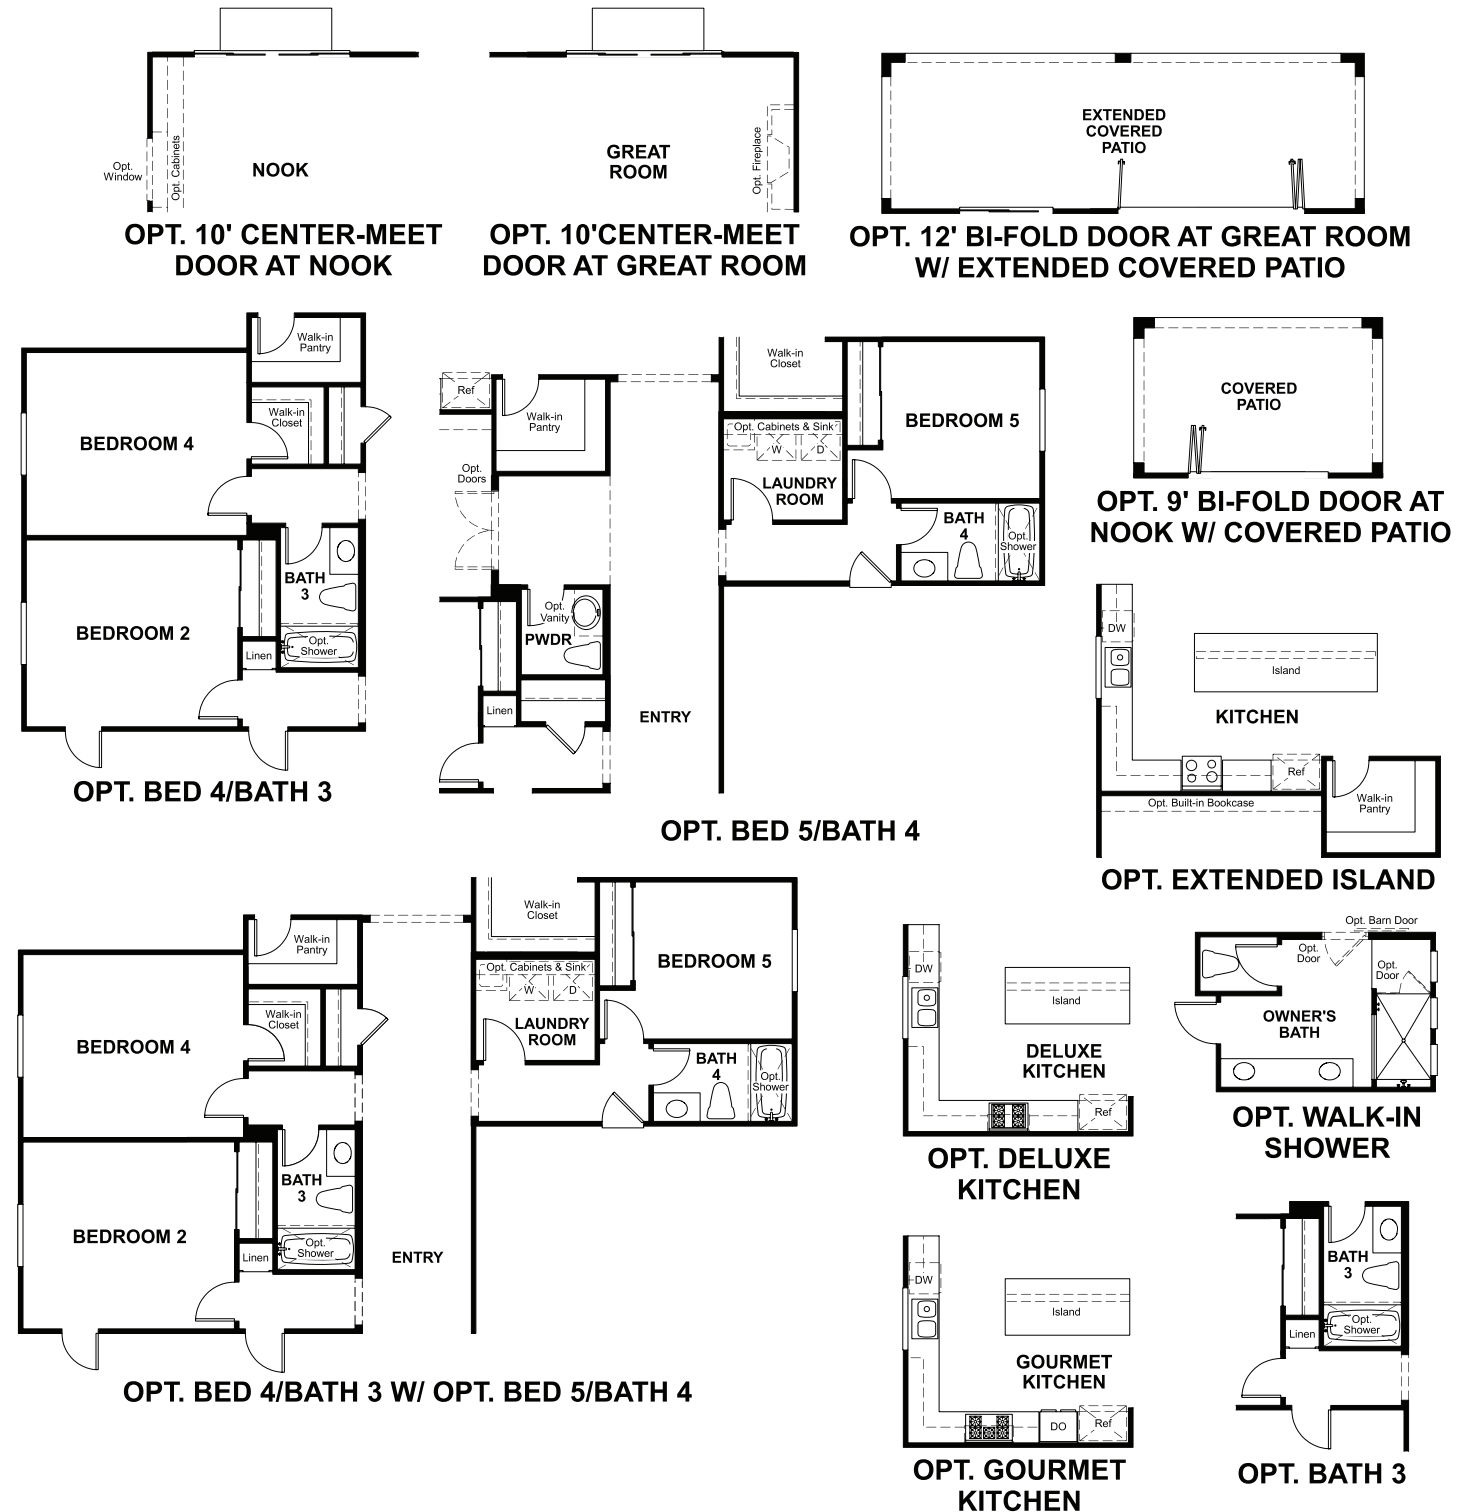 Opt.
Window
Opt. Cabinets
NOOK
OPT. 10' CENTER-MEET
DOOR AT NOOK
GREAT
ROOM
Opt. Fireplace
OPT. 10'CENTER-MEET
DOOR AT GREAT ROOM
EXTENDED
COVERED
PATIO
OPT. 12' BI-FOLD DOOR AT GREAT ROOM
W/ EXTENDED COVERED PATIO
Walk-in
Pantry
Walk-in
Closet
BEDROOM 4
BATH
3
BEDROOM 2
Opt.
Shower
Linen
OPT. BED 4/BATH 3
Ref
Walk-in
Pantry
Opt.
Doors
Opt.
Vanity
PWDR
Linen
ENTRY
Walk-in
Closet
BEDROOM 5
Opt. Cabinets & Sink
W
D
LAUNDRY
ROOM
BATH
4
Opt.
Shower
OPT. BED 5/BATH 4
COVERED
PATIO
OPT. 9' BI-FOLD DOOR AT
NOOK W/ COVERED PATIO
DW
Island
KITCHEN
Ref
Opt. Built-in Bookcase
Walk-in
Pantry
OPT. EXTENDED ISLAND
Walk-in
Pantry
Walk-in
Closet
BEDROOM 4
BATH
3
BEDROOM 2
Opt.
Shower
Linen
ENTRY
Walk-in
Closet
BEDROOM 5
Opt. Cabinets & Sink
W
D
LAUNDRY
ROOM
BATH
4
Opt.
Shower
OPT. BED 4/BATH 3 W/ OPT. BED 5/BATH 4
DW
Island
DELUXE
KITCHEN
Ref
OPT. DELUXE
KITCHEN
Opt. Barn Door
Opt.
Door
Opt.
Door
OWNER'S
BATH
OPT. WALK-IN
SHOWER
DW
Island
GOURMET
KITCHEN
DO
Ref
OPT. GOURMET
KITCHEN
BATH
3
Opt.
Shower
Linen
OPT. BATH 3